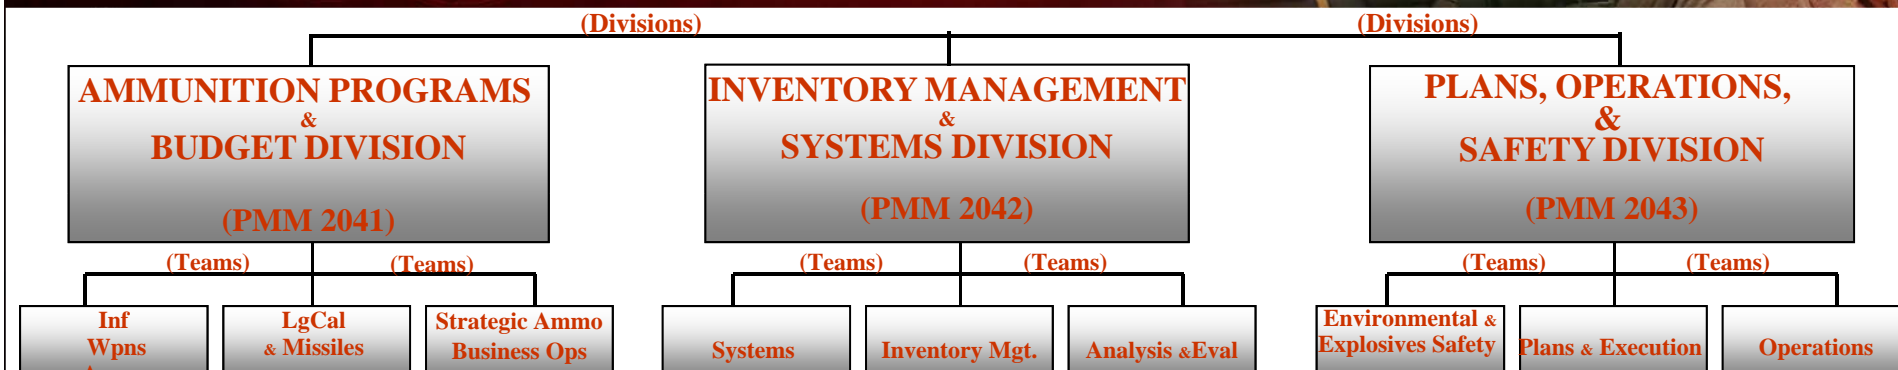 (Divisions) (Divisions)
AMMUNITION PROGRAMS
&
BUDGET DIVISION
(PMM 2041)
INVENTORY MANAGEMENT
&
SYSTEMS DIVISION
(PMM 2042)
PLANS, OPERATIONS,
&
SAFETY DIVISION
(PMM 2043)
(Teams) (Teams)
(Teams) (Teams)
(Teams) (Teams)
Inf
Wpns
LgCal
& Missiles
Strategic Ammo
Business Ops
Systems
Inventory Mgt.
Analysis &Eval
Environmental &
Explosives Safety
Plans & Execution
Operations